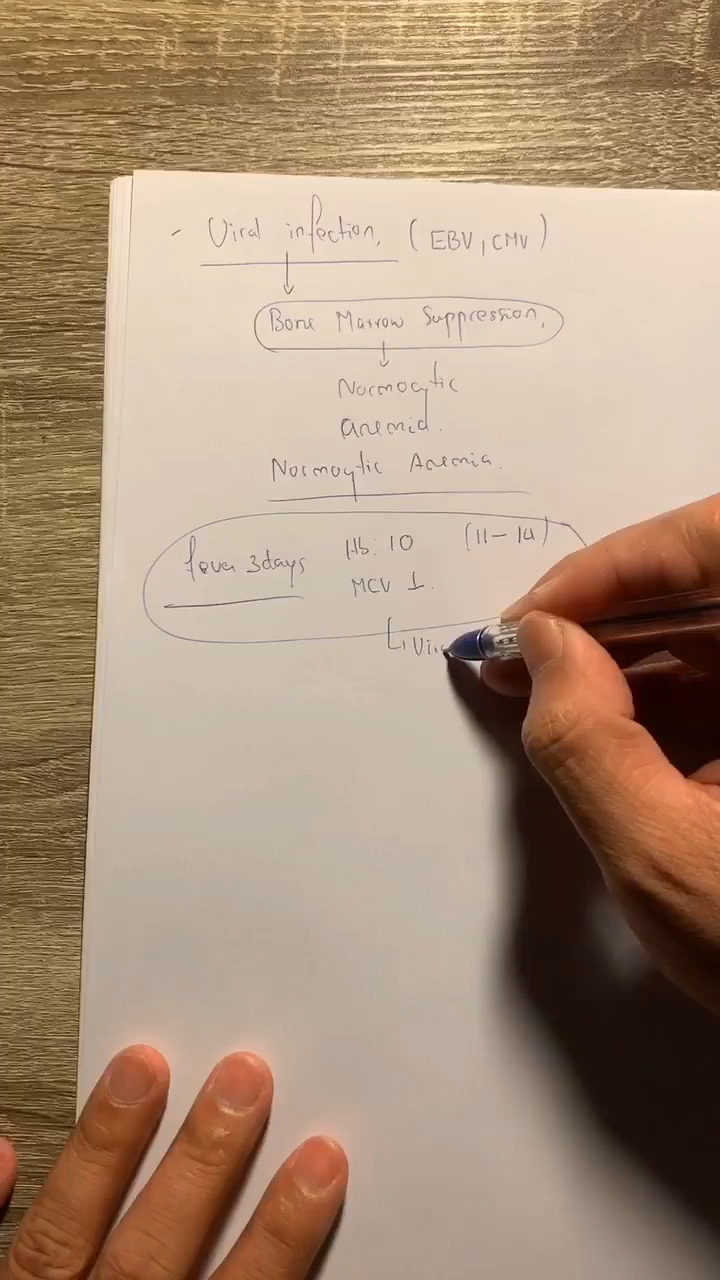 - Viral infection, (EBV, CMV)
Bone Marrow Suppression,
Normocytic
anemia.
Normocytic Anemia.
fever 3days Hb: 10 (11-14)
MCV ⊥.